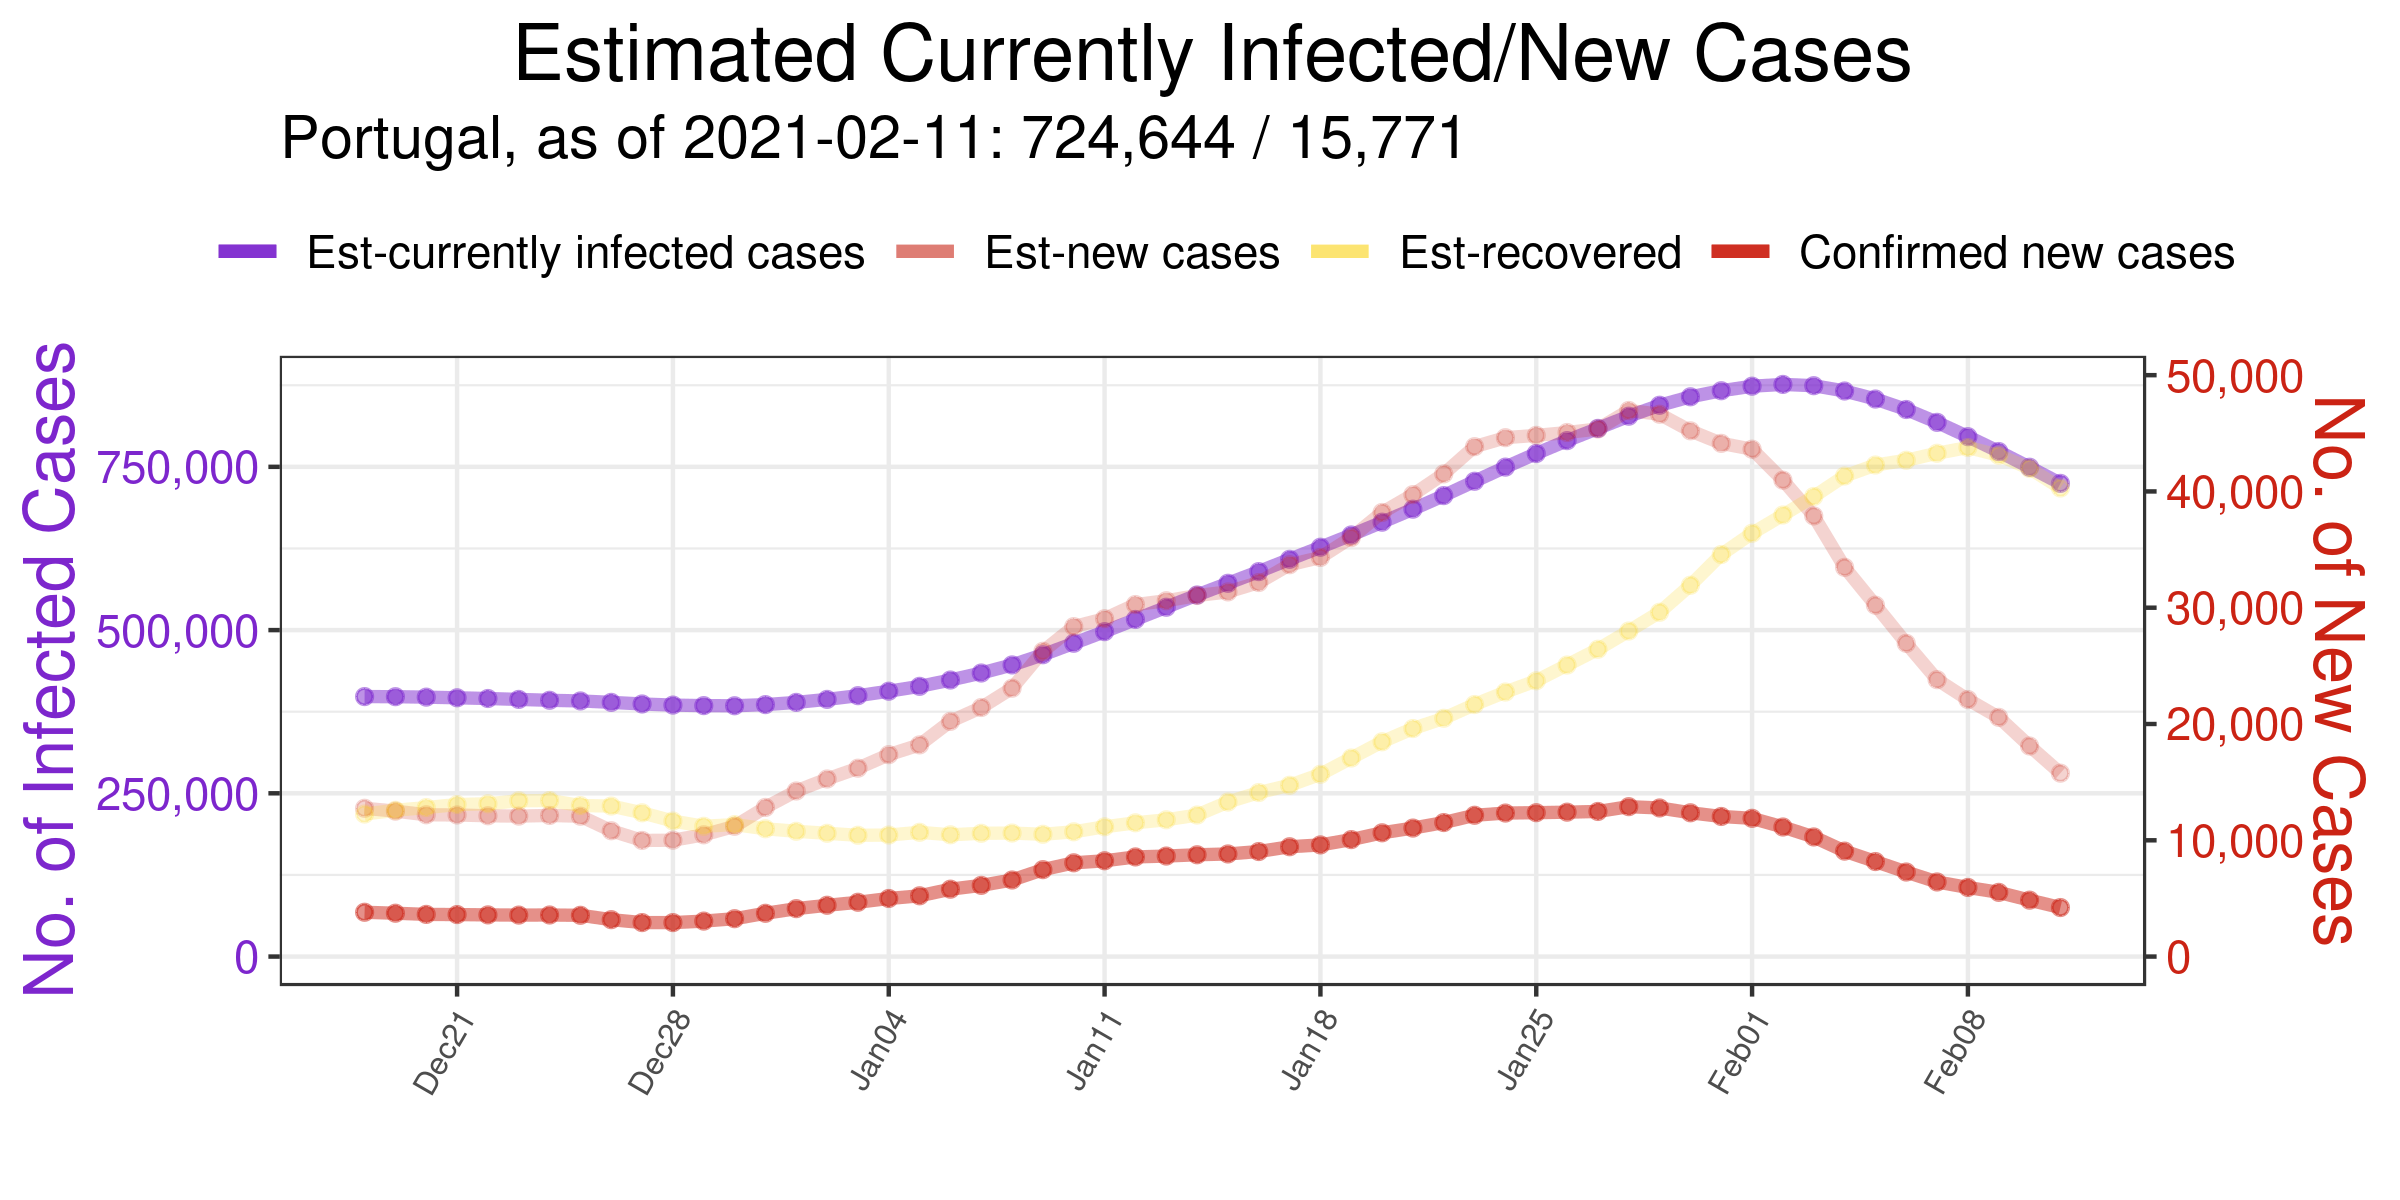 Estimated Currently Infected/New Cases
Portugal, as of 2021-02-11: 724,644 / 15,771
Est-currently infected cases Est-new cases Est-recovered Confirmed new cases
No. of Infected Cases
750,000
500,000
250,000
0
50,000
40,000
30,000
20,000
10,000
0
No. of New Cases
Dec21 Dec28 Jan04 Jan11 Jan18 Jan25 Feb01 Feb08